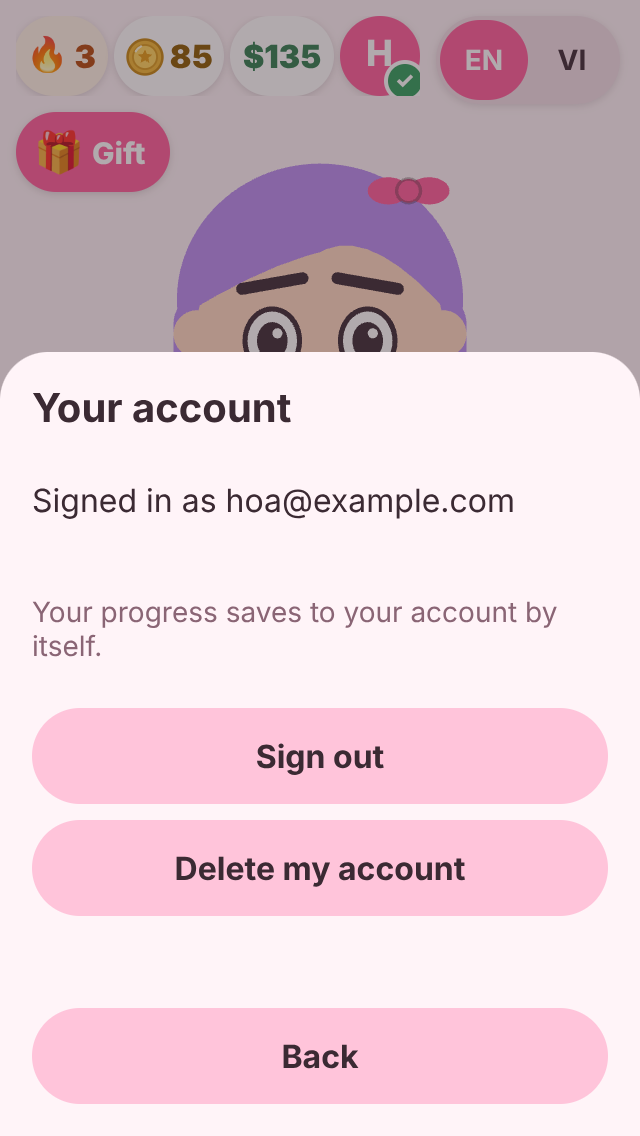 3
85
$135
H
EN
VI
Gift
Your account
Signed in as hoa@example.com
Your progress saves to your account by
itself.
Sign out
Delete my account
Back